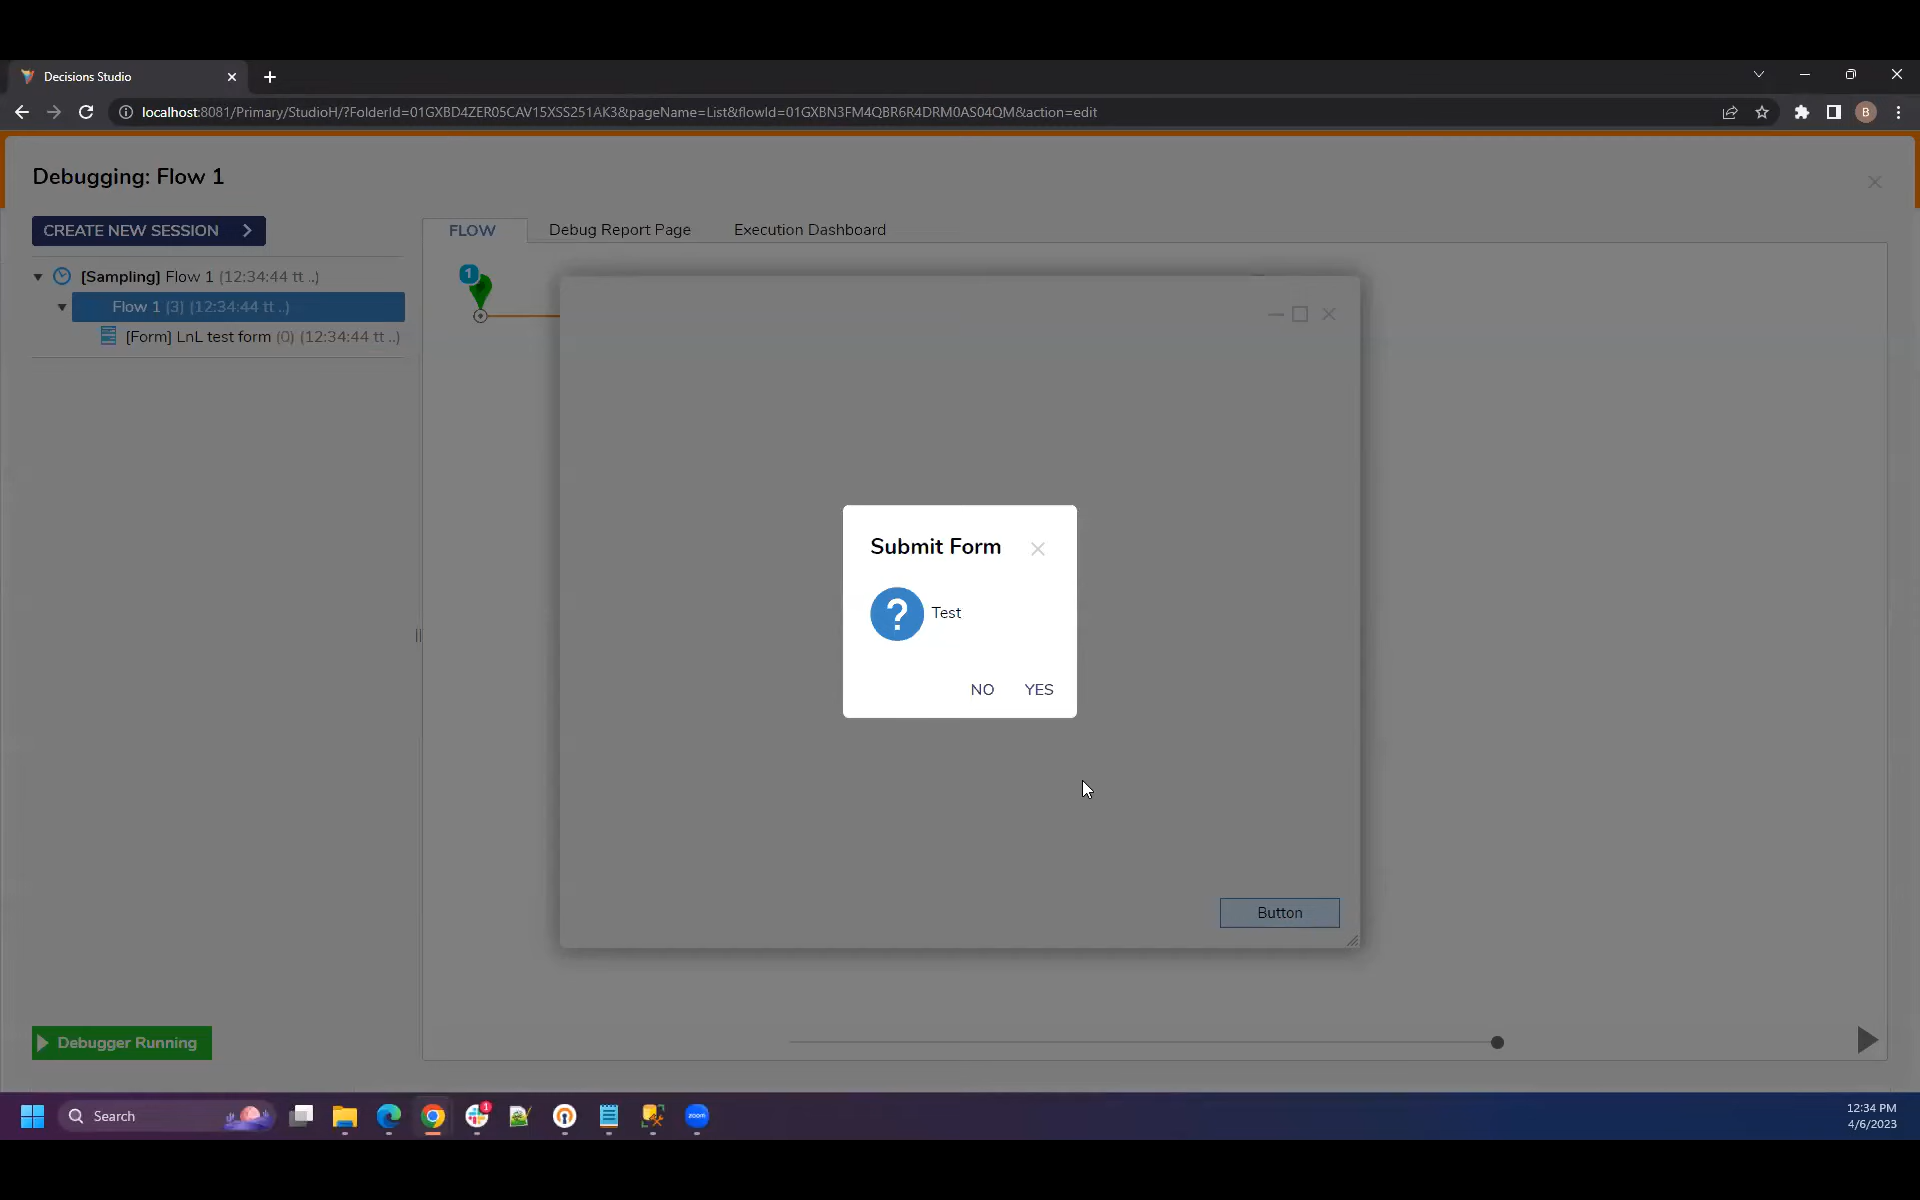 Decisions Studio
localhost:8081/Primary/StudioH/?FolderId=01GXBD4ZER05CAV15XSS251AK3&pageName=List&flowId=01GXBN3FM4QBR6R4DRM0AS04QM&action=edit
B
Debugging: Flow 1
CREATE NEW SESSION
FLOW
Debug Report Page
Execution Dashboard
[Sampling] Flow 1 (12:34:44 tt ..)
Flow 1 [3] (12:34:44 tt ..)
[Form] LnL test form (0) (12:34:44 tt ..)
1
Submit Form
?
Test
NO
YES
Button
Debugger Running
Search
1
zoom
12:34 PM
4/6/2023